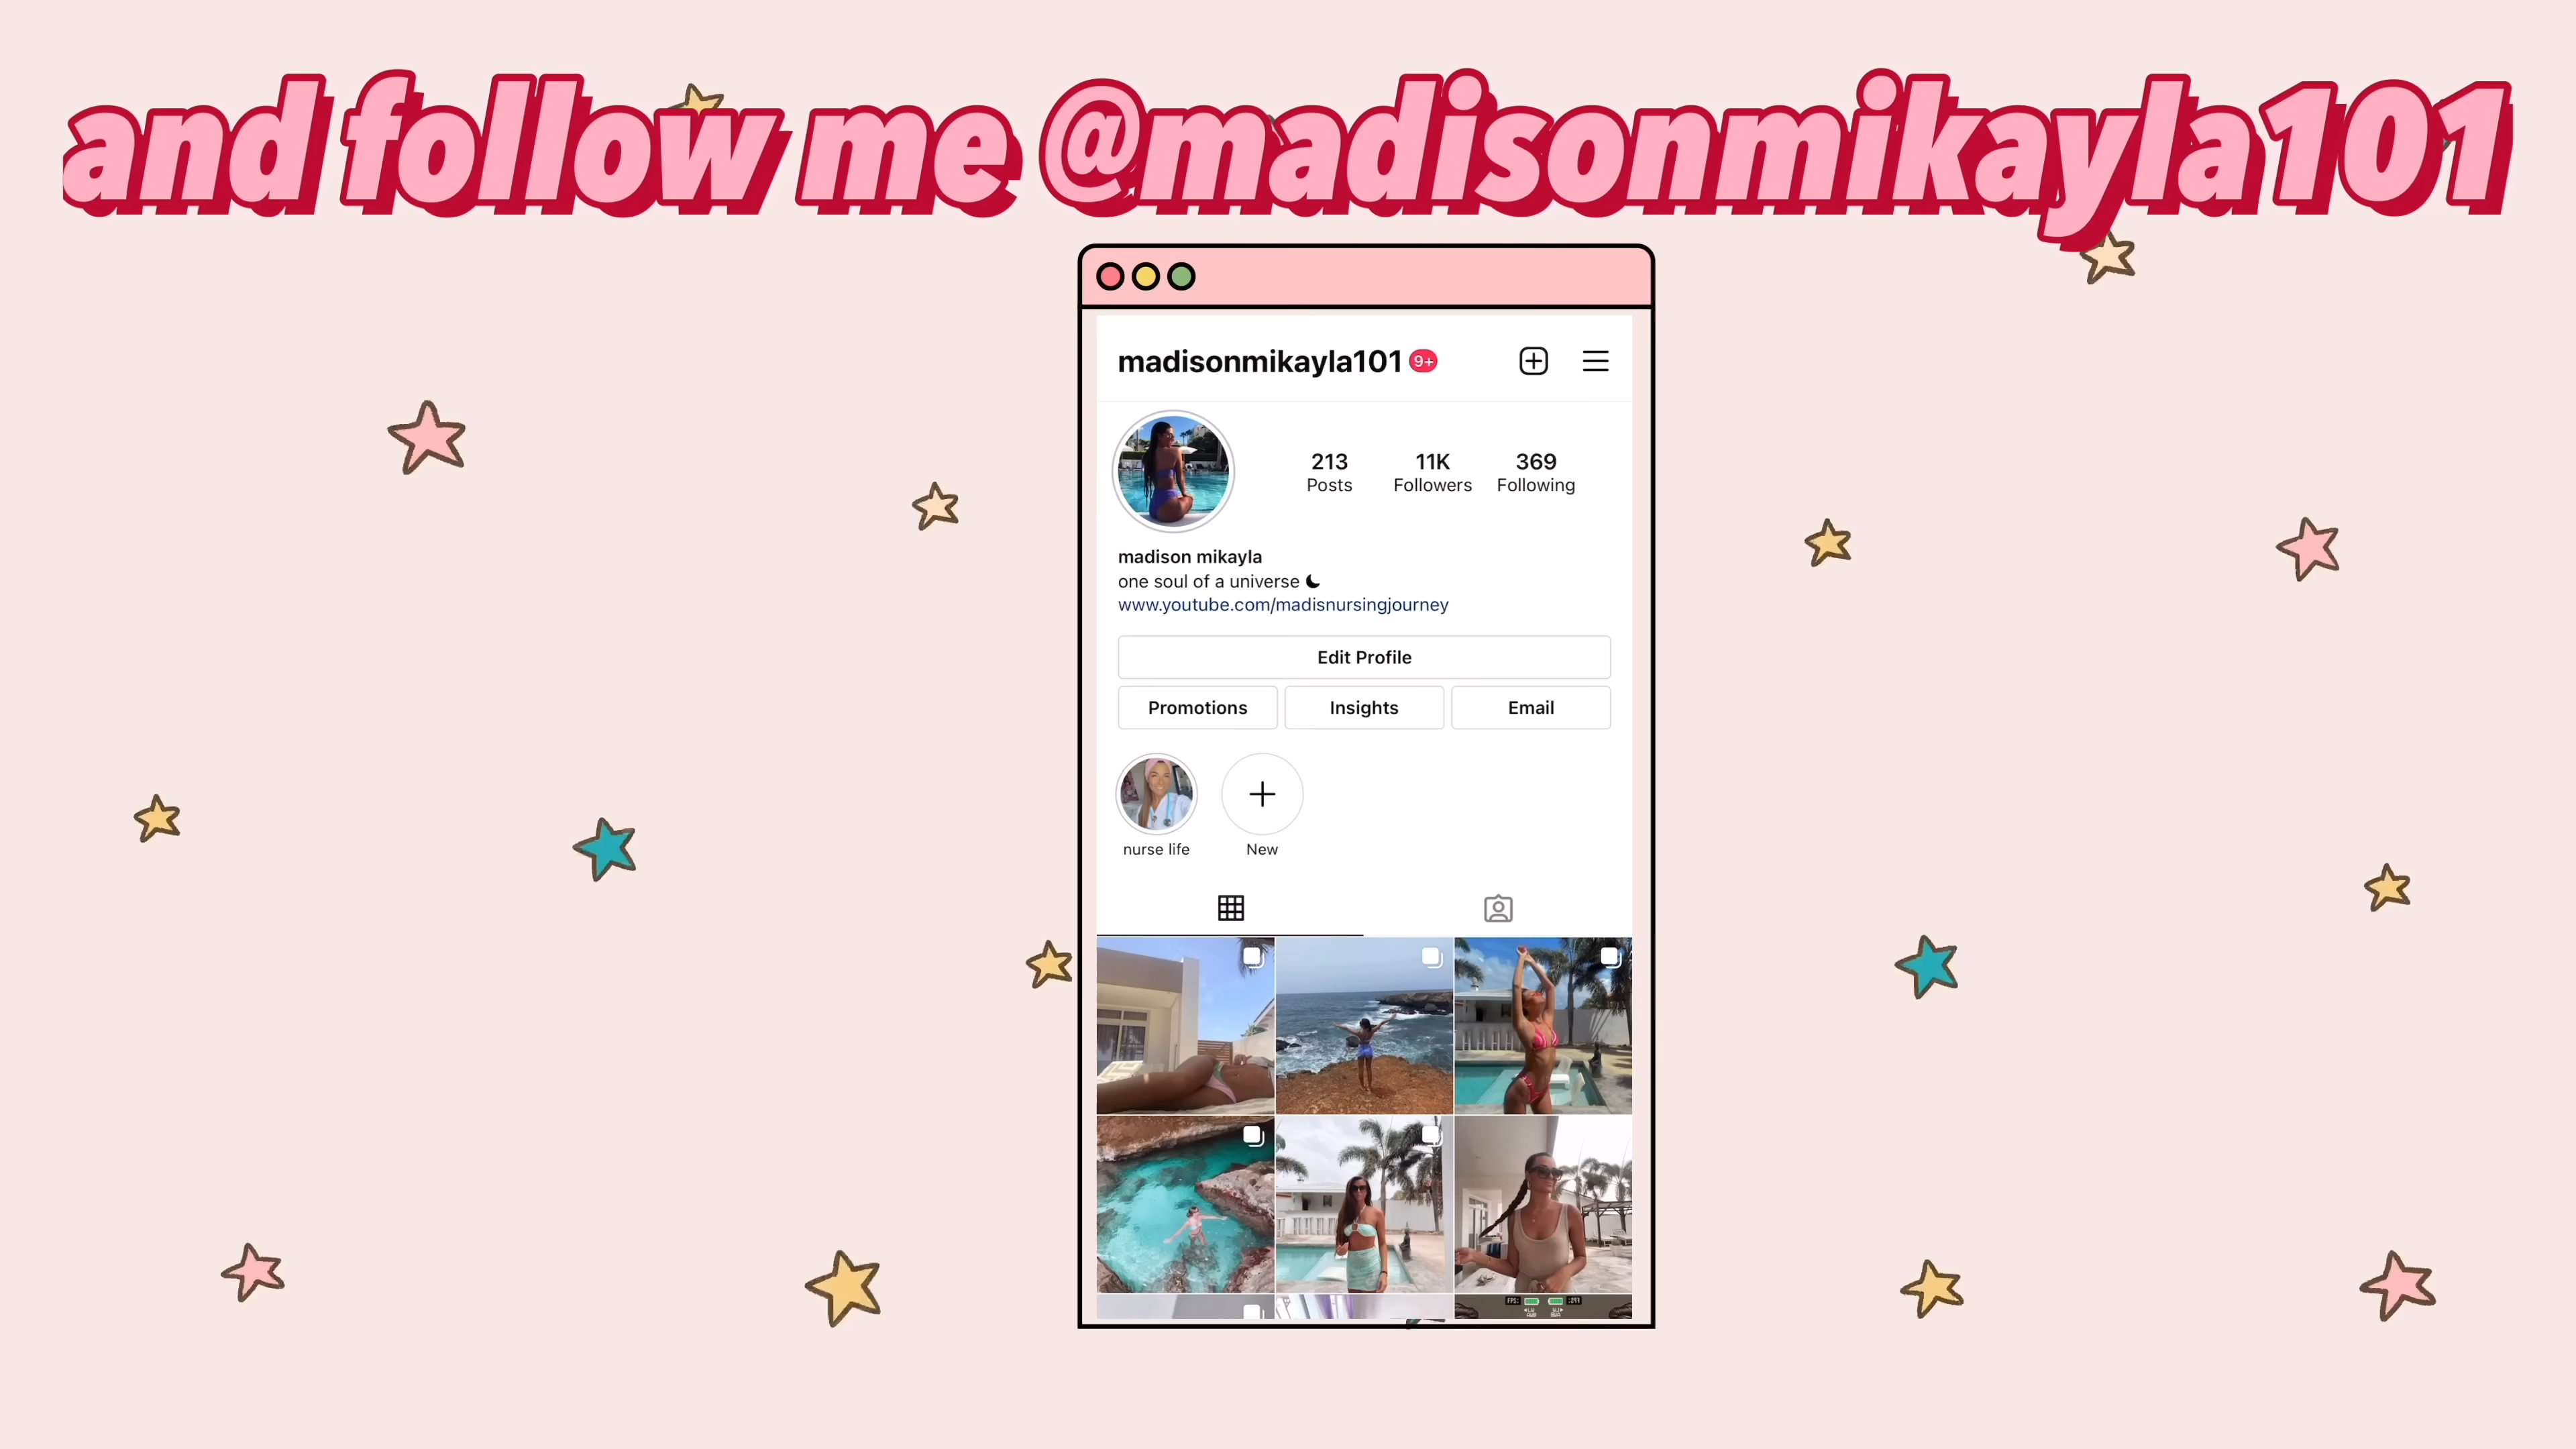 and follow me @madisonmikayla101
madisonmikayla101 9+
213 11K 369
Posts Followers Following
madison mikayla
one soul of a universe
www.youtube.com/madisnursingjourney
Edit Profile
Promotions Insights Email
nurse life New